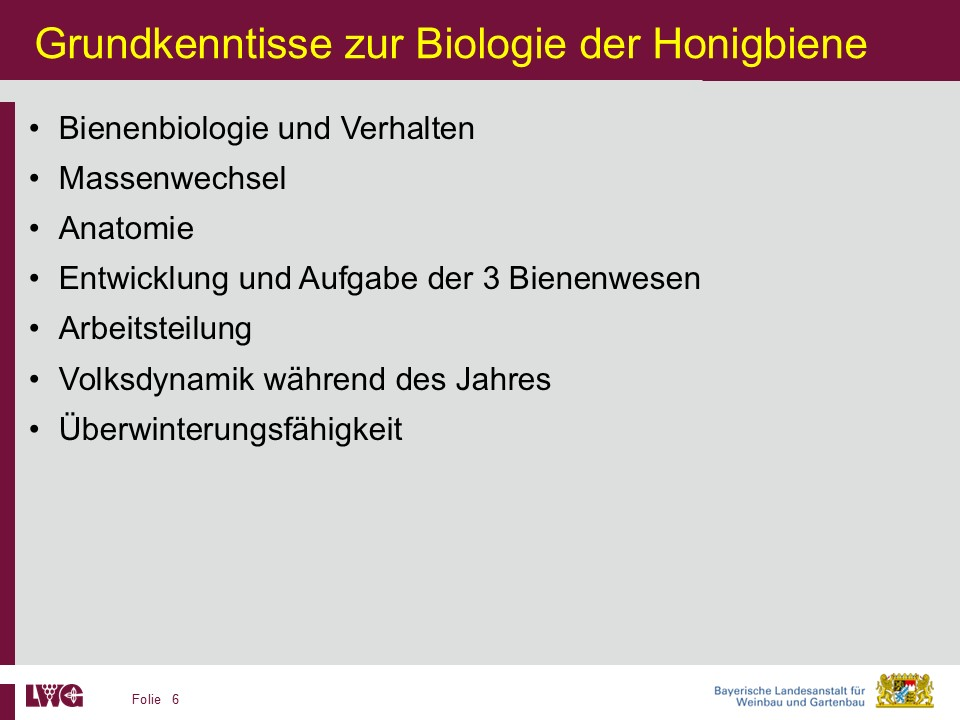 Grundkenntisse zur Biologie der Honigbiene
• Bienenbiologie und Verhalten
• Massenwechsel
• Anatomie
• Entwicklung und Aufgabe der 3 Bienenwesen
• Arbeitsteilung
• Volksdynamik während des Jahres
• Überwinterungsfähigkeit
LWG
Folie 6
Bayerische Landesanstalt für
Weinbau und Gartenbau